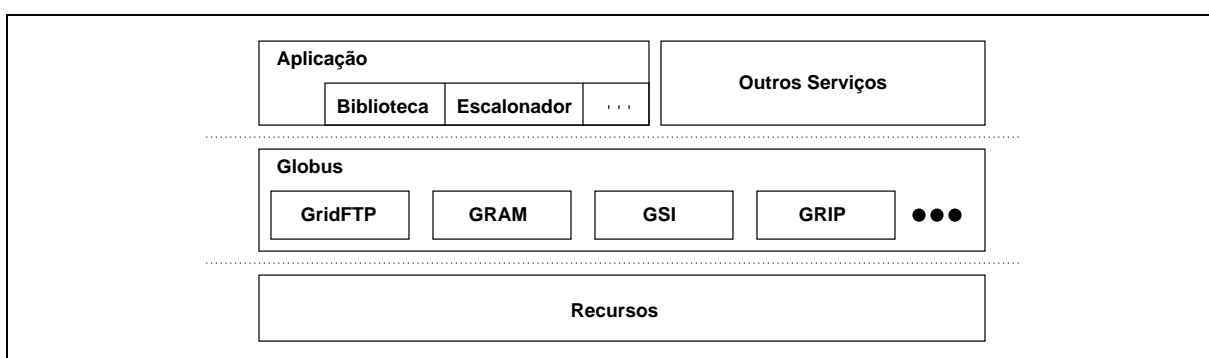 Aplicação
Outros Serviços
Biblioteca Escalonador ...
Globus
GridFTP GRAM GSI GRIP
Recursos